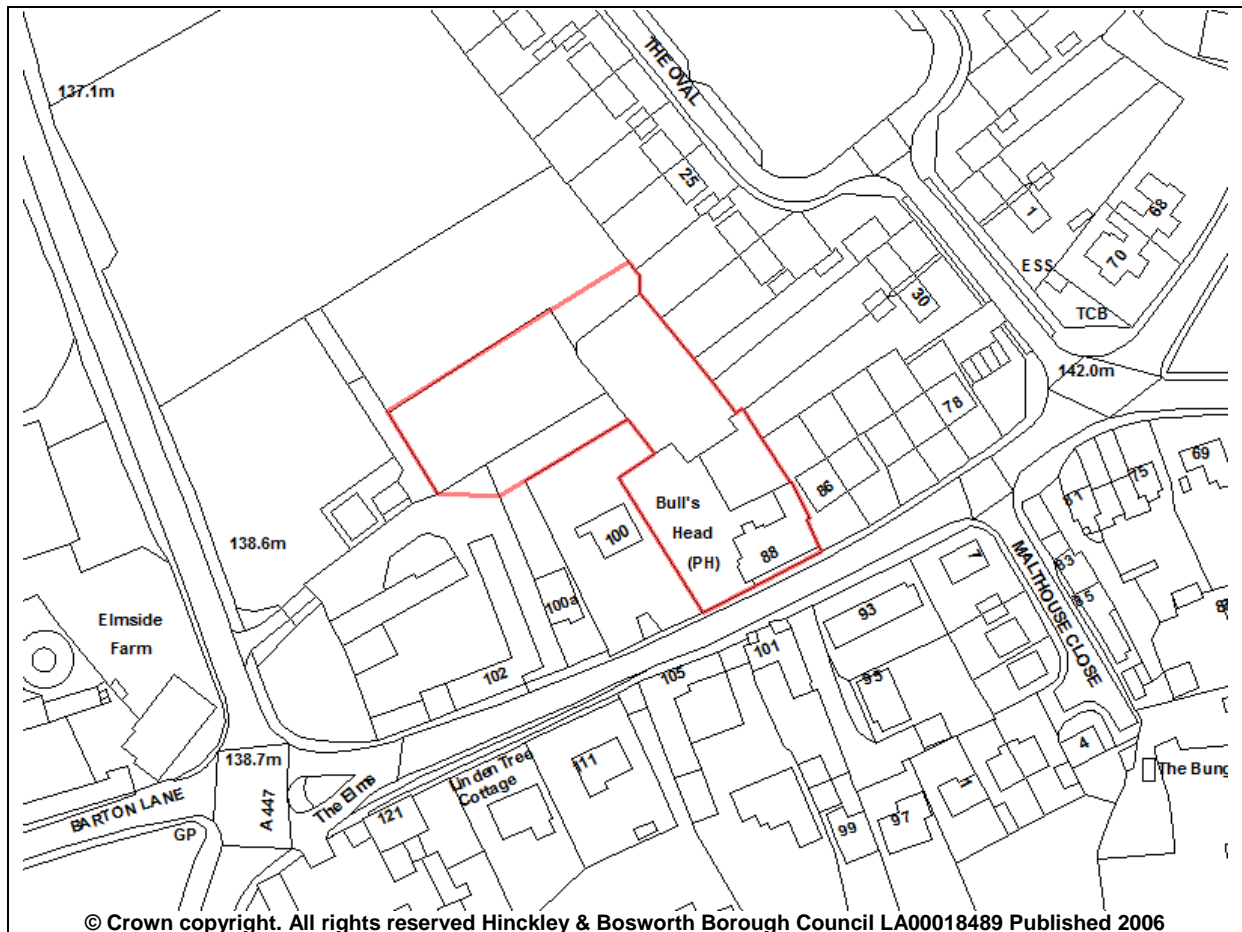 THE OVAL
137.1m
25
1
68
70
ESS
TCB
30
142.0m
78
86
Bull's
Head
(PH)
88
100
100a
102
138.6m
Elmside
Farm
69
75
81
83
85
MALTHOUSE CLOSE
7
93
95
101
105
111
Linden Tree
Cottage
The Elms
121
138.7m
A 447
BARTON LANE
GP
99
97
1
4
The Bung
© Crown copyright. All rights reserved Hinckley & Bosworth Borough Council LA00018489 Published 2006